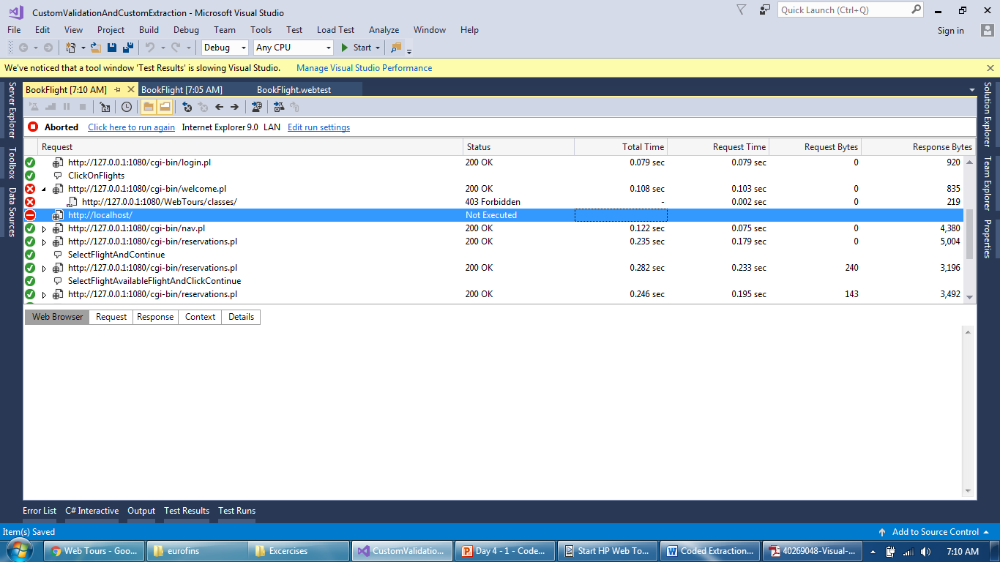 CustomValidationAndCustomExtraction - Microsoft Visual Studio
Quick Launch (Ctrl+Q)
File Edit View Project Build Debug Team Tools Test Load Test Analyze Window Help
Sign in
Debug Any CPU Start
We've noticed that a tool window 'Test Results' is slowing Visual Studio. Manage Visual Studio Performance
BookFlight [7:10 AM] BookFlight [7:05 AM] BookFlight.webtest
Server Explorer
Toolbox
Data Sources
Solution Explorer
Team Explorer
Properties
Aborted Click here to run again Internet Explorer 9.0 LAN Edit run settings
Request Status Total Time Request Time Request Bytes Response Bytes
http://127.0.0.1:1080/cgi-bin/login.pl 200 OK 0.079 sec 0.079 sec 0 920
ClickOnFlights
http://127.0.0.1:1080/cgi-bin/welcome.pl 200 OK 0.108 sec 0.103 sec 0 835
http://127.0.0.1:1080/WebTours/classes/ 403 Forbidden - 0.002 sec 0 219
http://localhost/ Not Executed
http://127.0.0.1:1080/cgi-bin/nav.pl 200 OK 0.122 sec 0.075 sec 0 4,380
http://127.0.0.1:1080/cgi-bin/reservations.pl 200 OK 0.235 sec 0.179 sec 0 5,004
SelectFlightAndContinue
http://127.0.0.1:1080/cgi-bin/reservations.pl 200 OK 0.282 sec 0.233 sec 240 3,196
SelectFlightAvailableFlightAndClickContinue
http://127.0.0.1:1080/cgi-bin/reservations.pl 200 OK 0.246 sec 0.195 sec 143 3,492
Web Browser Request Response Context Details
Error List C# Interactive Output Test Results Test Runs
Item(s) Saved
Add to Source Control
Web Tours - Goo... eurofins Excercises CustomValidatio... Day 4 - 1 - Code... Start HP Web To... Coded Extraction... 40269048-Visual-... 7:10 AM